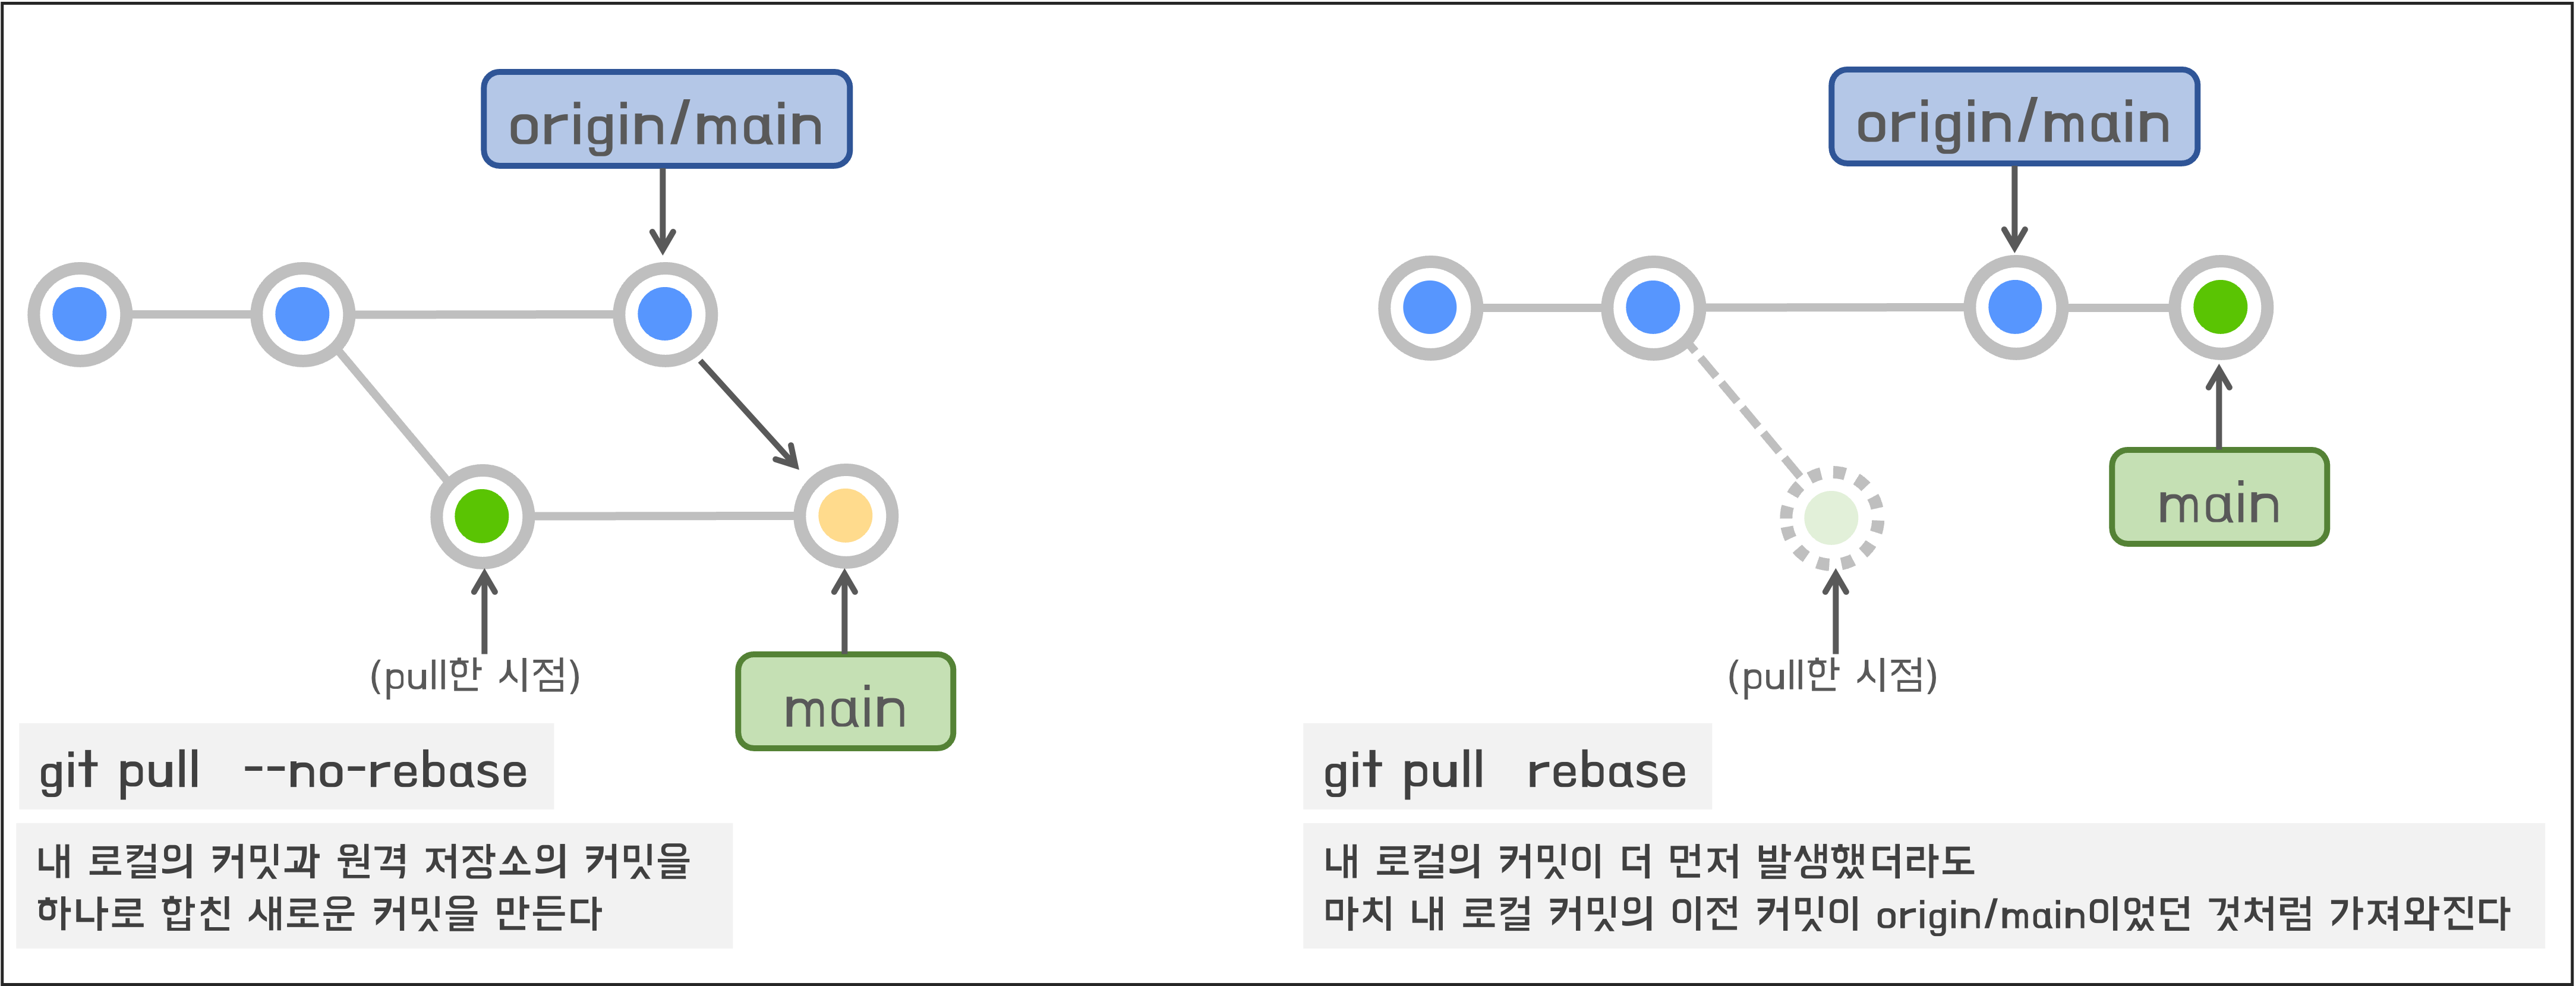 origin/main
(pull한 시점)
main
git pull --no-rebase
내 로컬의 커밋과 원격 저장소의 커밋을
하나로 합친 새로운 커밋을 만든다
origin/main
main
(pull한 시점)
git pull rebase
내 로컬의 커밋이 더 먼저 발생했더라도
마치 내 로컬 커밋의 이전 커밋이 origin/main이었던 것처럼 가져와진다